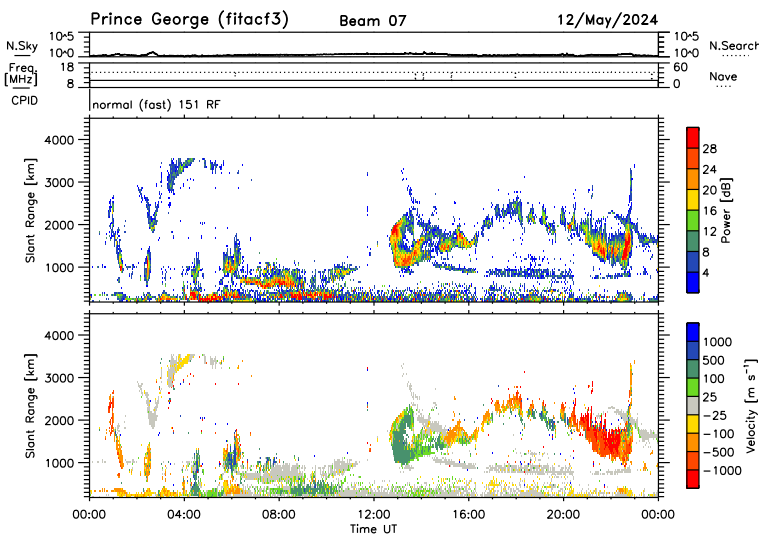 Prince George (fitacf3) Beam 07 12/May/2024
N.Sky 10^5 10^0 10^5 10^0 N.Search
Freq [MHz] 18 8 60 0 Nave
CPID normal (fast) 151 RF
Slant Range [km] 4000 3000 2000 1000
28 24 20 16 12 8 4 Power [dB]
Slant Range [km] 4000 3000 2000 1000
1000 500 100 25 −25 −100 −500 −1000 Velocity [m s⁻¹]
00:00 04:00 08:00 12:00 16:00 20:00 00:00
Time UT